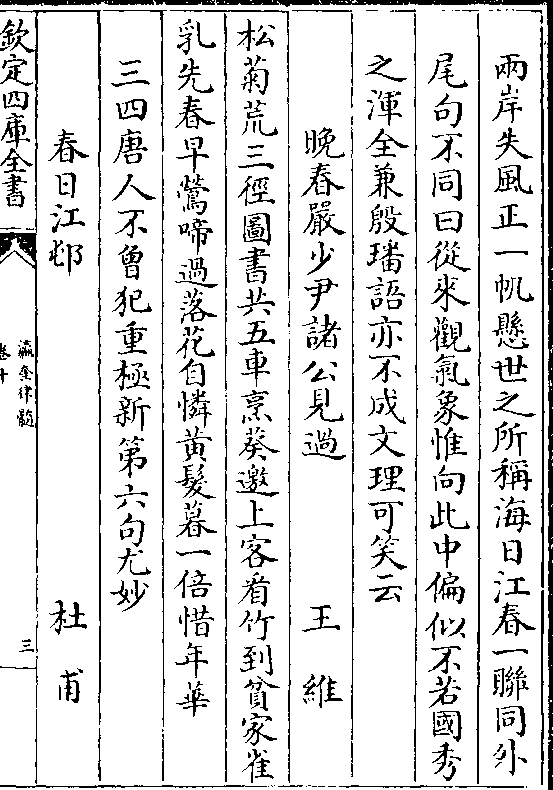 兩岸失風正一帆懸世之所稱海日江春一聯同外
尾句不同曰從來觀氣象惟向此中偏似不若國秀
之渾全兼殷璠語亦不成文理可笑云
晚春嚴少尹諸公見過 王維
松菊荒三徑圖書共五車烹葵邀上客看竹到貧家雀
乳先春早鶯啼過落花自憐黄髮暮一倍惜年華
三四唐人不曾犯重極新第六句尤妙
春日江邨 杜甫
欽定四庫全書
瀛奎律髓
卷十
三